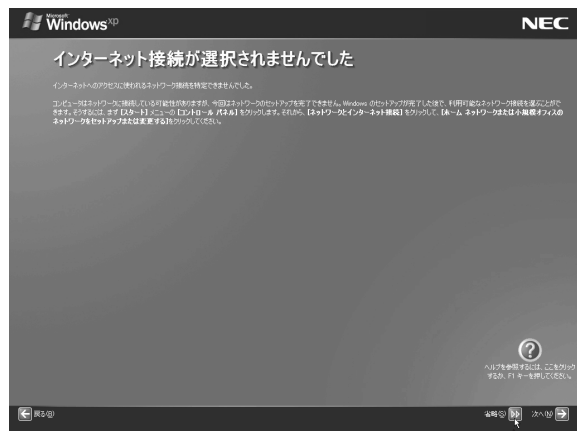 Microsoft
Windows xp
NEC
インターネット接続が選択されませんでした
インターネットへのアクセスに使われるネットワーク接続を特定できませんでした。
コンピュータはネットワークに接続している可能性がありますが、今回はネットワークのセットアップを完了できません。Windows のセットアップが完了した後で、利用可能なネットワーク接続を選ぶことがで
きます。そうするには、まず [スタート] メニューの [コントロール パネル] をクリックします。それから、[ネットワークとインターネット接続] をクリックして、[ホーム ネットワークまたは小規模オフィスの
ネットワークをセットアップまたは変更する]をクリックしてください。
ヘルプを参照するには、ここをクリック
するか、F1 キーを押してください。
戻る(B)
省略(S)
次へ(N)